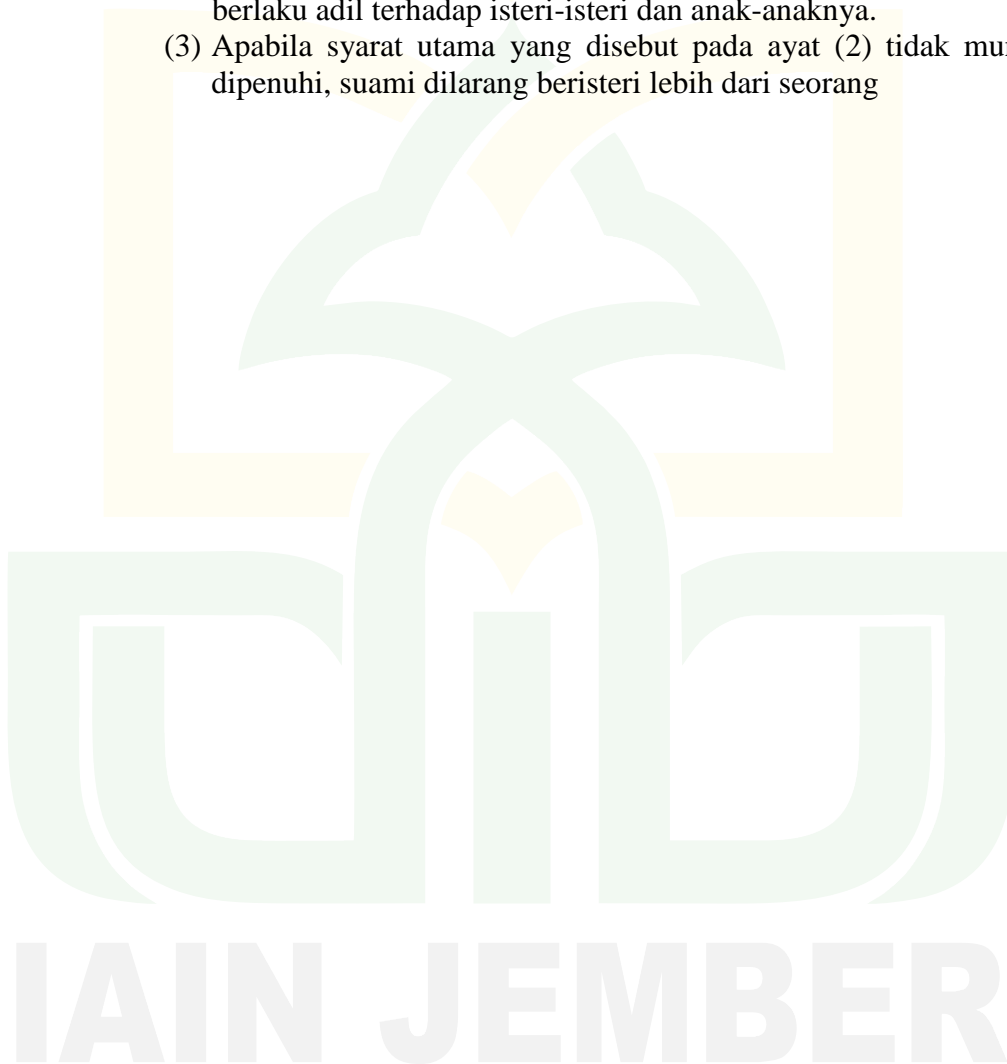 berlaku adil terhadap isteri-isteri dan anak-anaknya.
(3) Apabila syarat utama yang disebut pada ayat (2) tidak
dipenuhi, suami dilarang beristeri lebih dari seorang
IAIN JEMBER